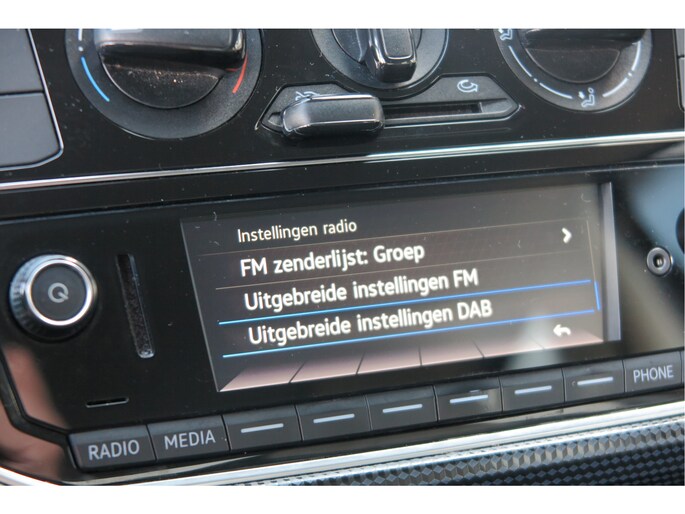 Instellingen radio
FM zenderlijst: Groep
Uitgebreide instellingen FM
Uitgebreide instellingen DAB
RADIO
MEDIA
PHONE